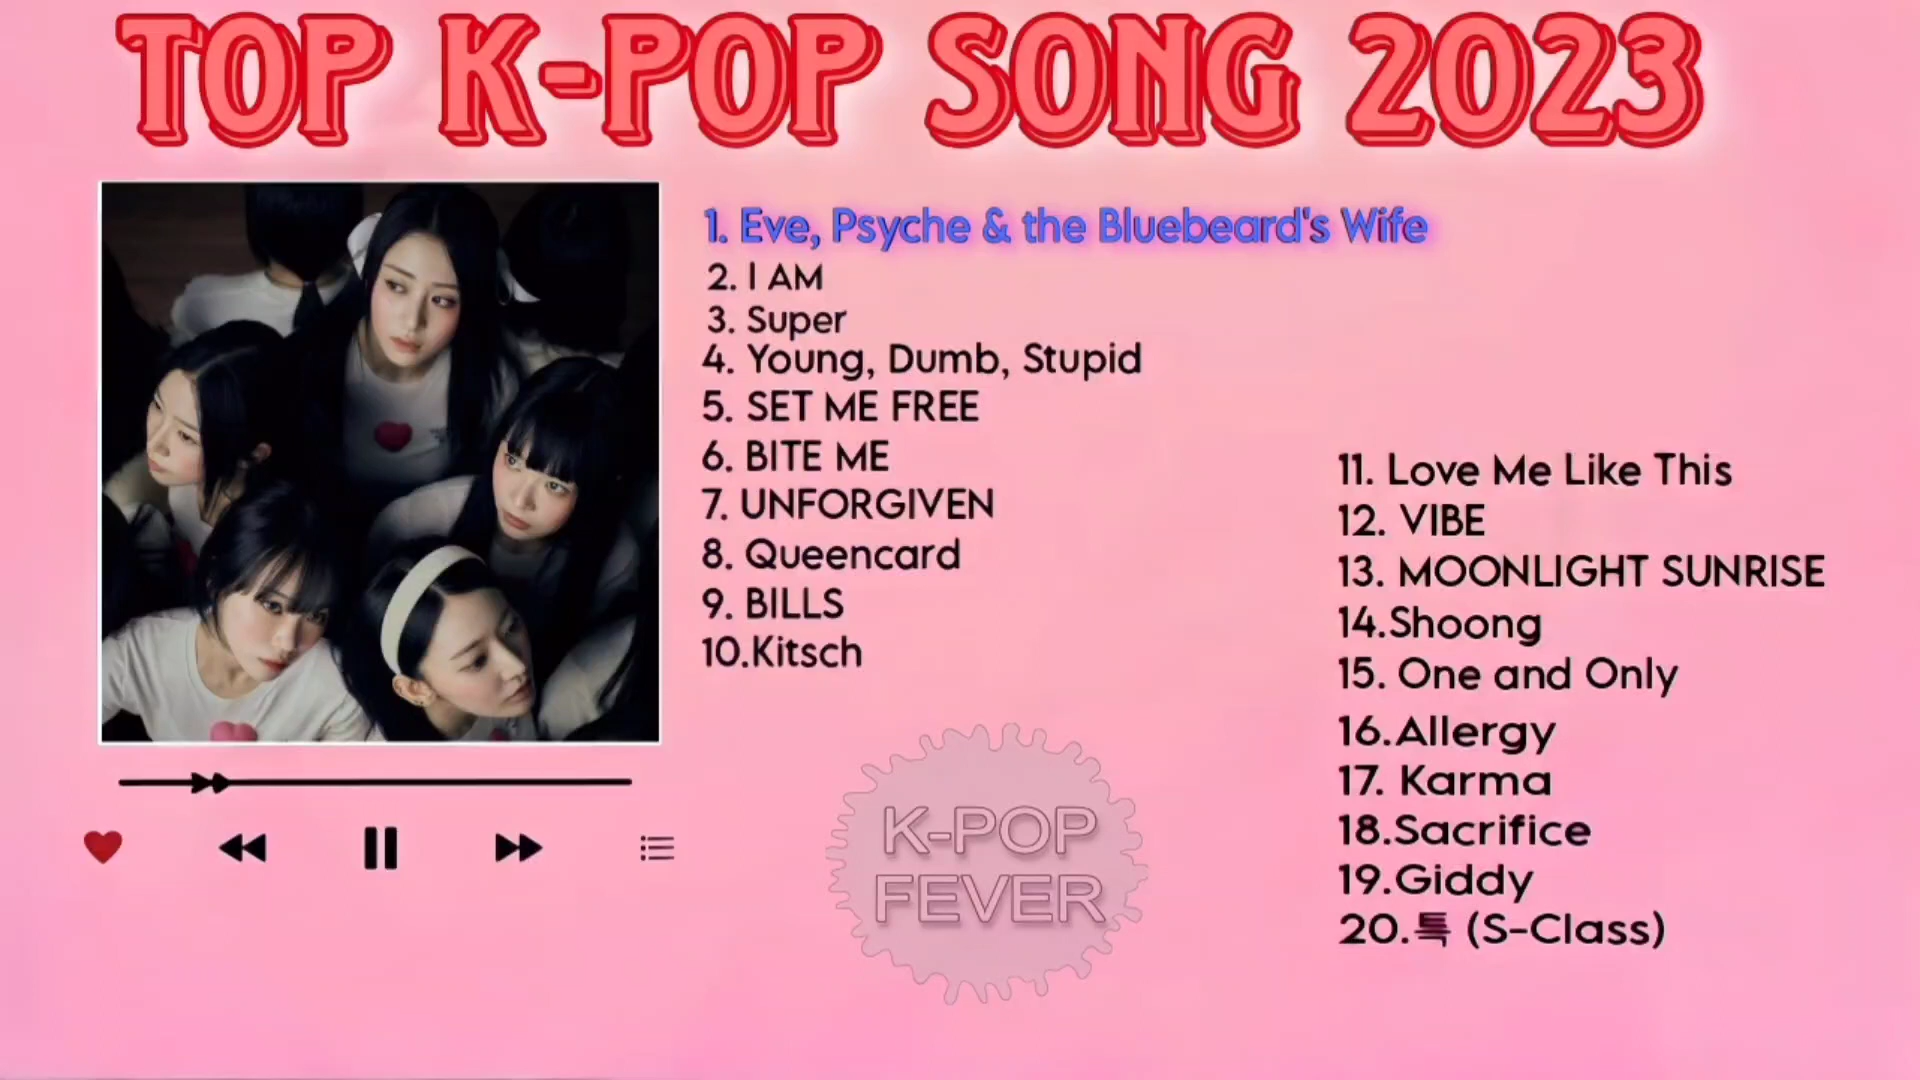 TOP K-POP SONG 2023
1. Eve, Psyche & the Bluebeard's Wife
2. I AM
3. Super
4. Young, Dumb, Stupid
5. SET ME FREE
6. BITE ME
7. UNFORGIVEN
8. Queencard
9. BILLS
10.Kitsch
11. Love Me Like This
12. VIBE
13. MOONLIGHT SUNRISE
14.Shoong
15. One and Only
16.Allergy
17. Karma
18.Sacrifice
19.Giddy
20.특 (S-Class)
K-POP
FEVER